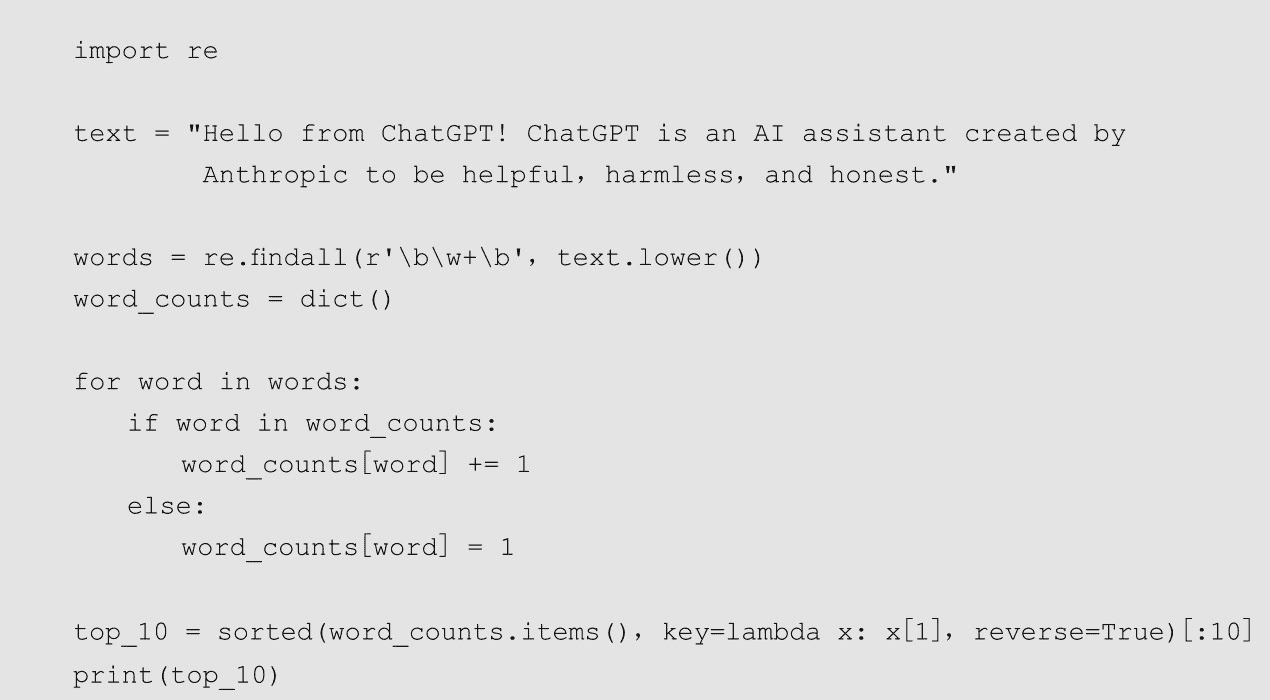 import re
text = "Hello from ChatGPT! ChatGPT is an AI assistant created by
Anthropic to be helpful, harmless, and honest."
words = re.findall(r'\b\w+\b', text.lower())
word_counts = dict()
for word in words:
if word in word_counts:
word_counts[word] += 1
else:
word_counts[word] = 1
top_10 = sorted(word_counts.items(), key=lambda x: x[1], reverse=True)[:10]
print(top_10)